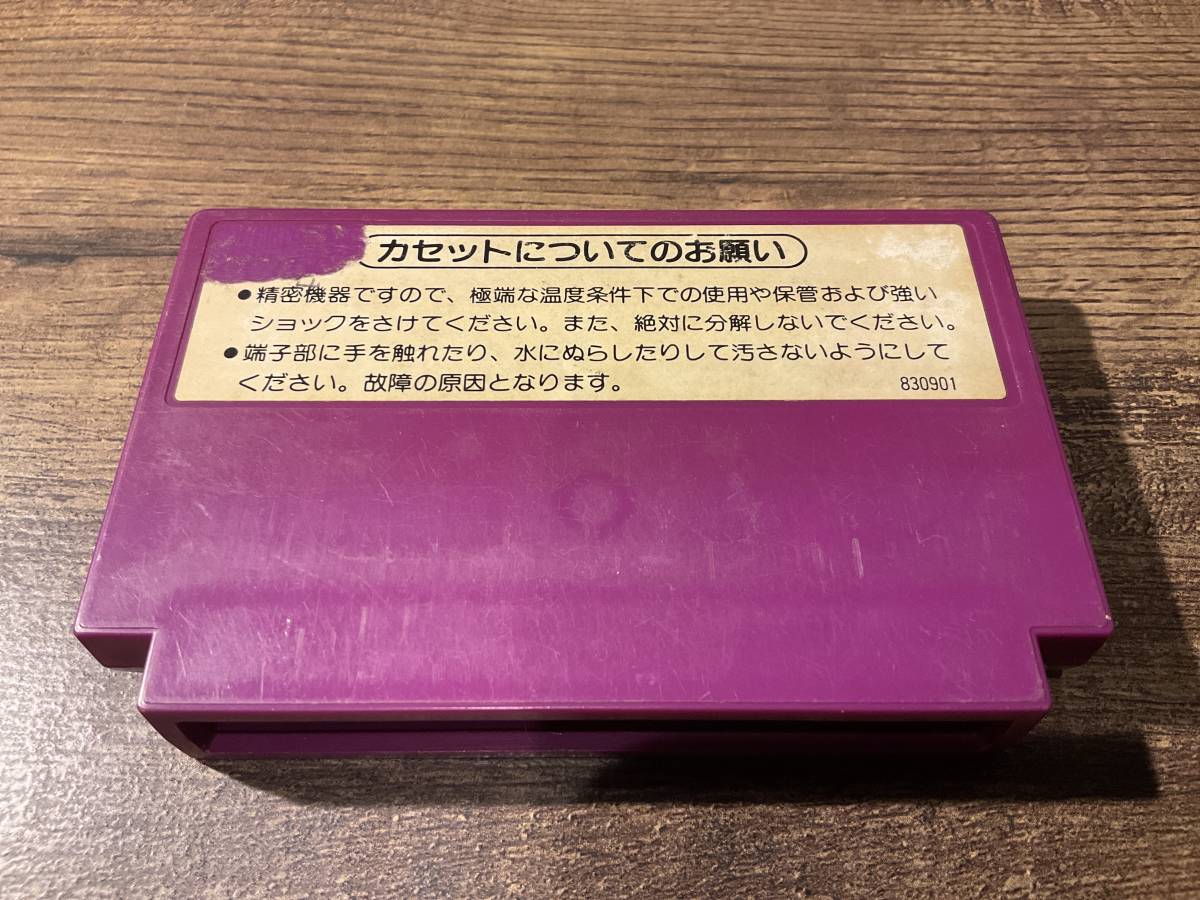 カセットについてのお願い
●精密機器ですので、極端な温度条件下での使用や保管および強い
ショックをさけてください。また、絶対に分解しないでください。
●端子部に手を触れたり、水にぬらしたりして汚さないようにして
ください。故障の原因となります。
830901